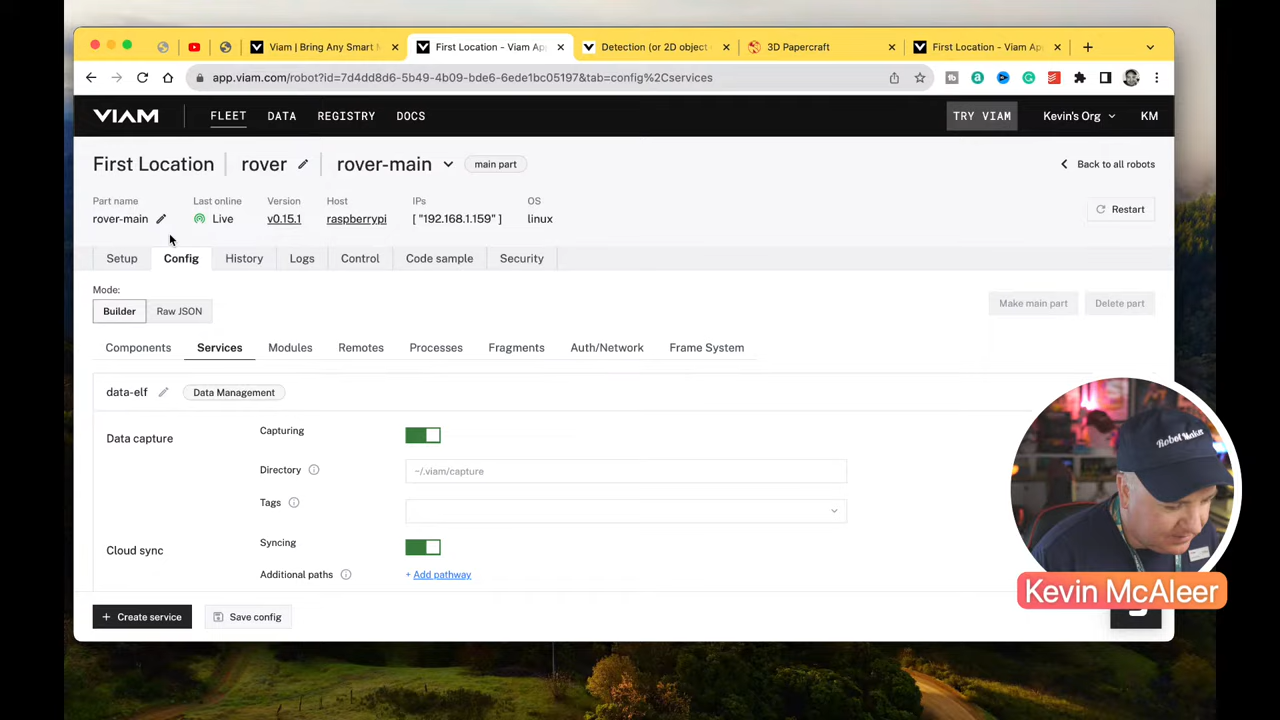 Viam | Bring Any Smart M
First Location - Viam Ap
Detection (or 2D object
3D Papercraft
First Location - Viam Ap
app.viam.com/robot?id=7d4dd8d6-5b49-4b09-bde6-6ede1bc05197&tab=config%2Cservices
VIAM
FLEET
DATA
REGISTRY
DOCS
TRY VIAM
Kevin's Org
KM
First Location
rover
rover-main
main part
Back to all robots
Part name
Last online
Version
Host
IPs
OS
rover-main
Live
v0.15.1
raspberrypi
[ "192.168.1.159" ]
linux
Restart
Setup
Config
History
Logs
Control
Code sample
Security
Mode:
Builder
Raw JSON
Make main part
Delete part
Components
Services
Modules
Remotes
Processes
Fragments
Auth/Network
Frame System
data-elf
Data Management
Data capture
Capturing
Directory
~/.viam/capture
Tags
Cloud sync
Syncing
Additional paths
+ Add pathway
+ Create service
Save config
Robot Maker
Kevin McAleer